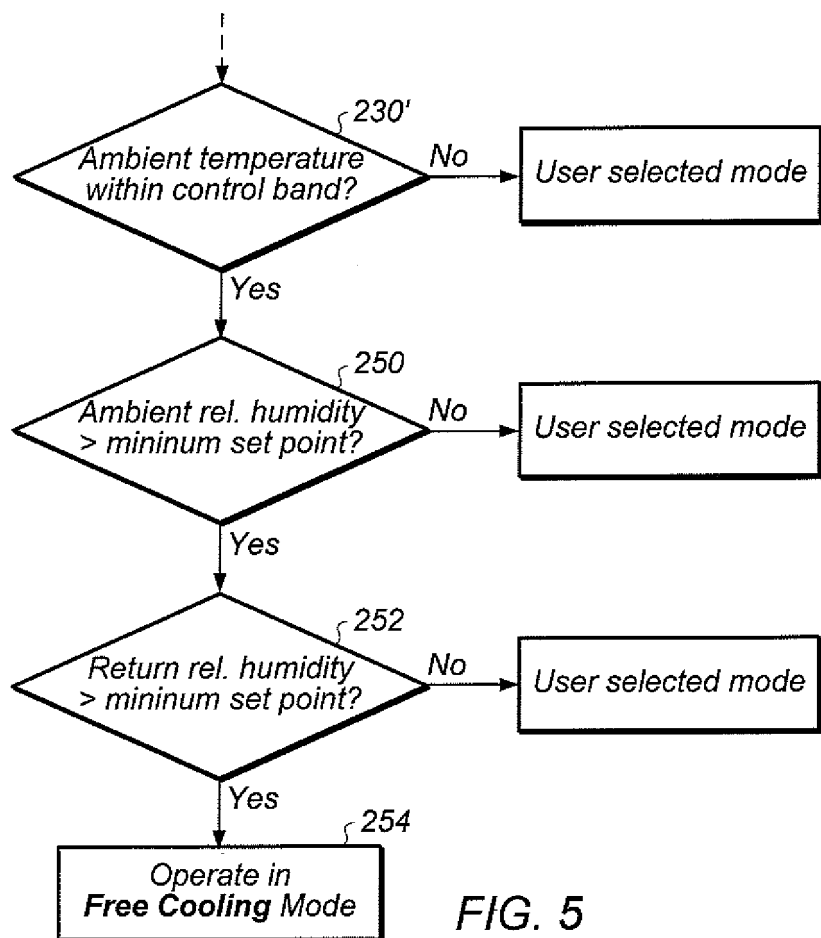 230'
Ambient temperature
within control band?
No
User selected mode
Yes
250
Ambient rel. humidity
> mininum set point?
No
User selected mode
Yes
252
Return rel. humidity
> mininum set point?
No
User selected mode
Yes
254
Operate in
Free Cooling Mode
FIG. 5